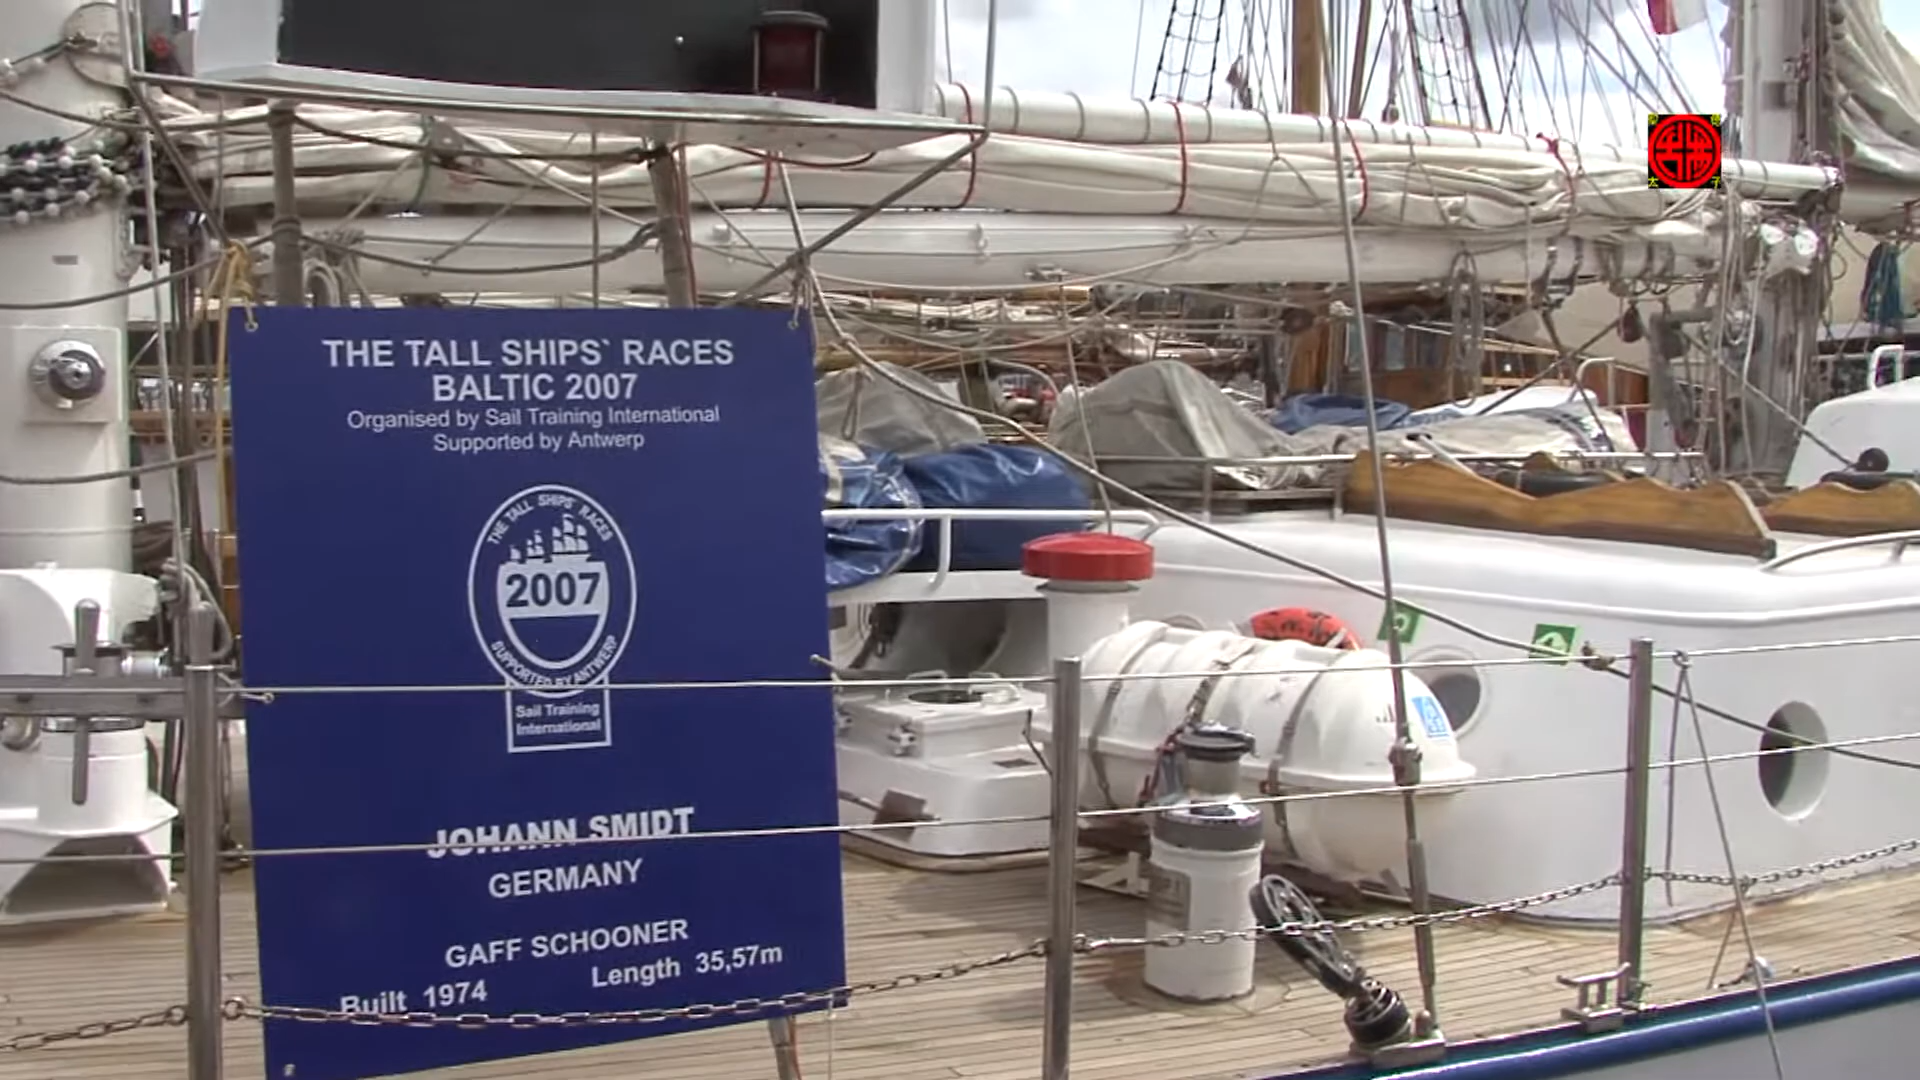 THE TALL SHIPS` RACES
BALTIC 2007
Organised by Sail Training International
Supported by Antwerp
THE TALL SHIPS' RACES
2007
SUPPORTED BY ANTWERP
Sail Training
International
JOHANN SMIDT
GERMANY
GAFF SCHOONER
Built 1974 Length 35,57m